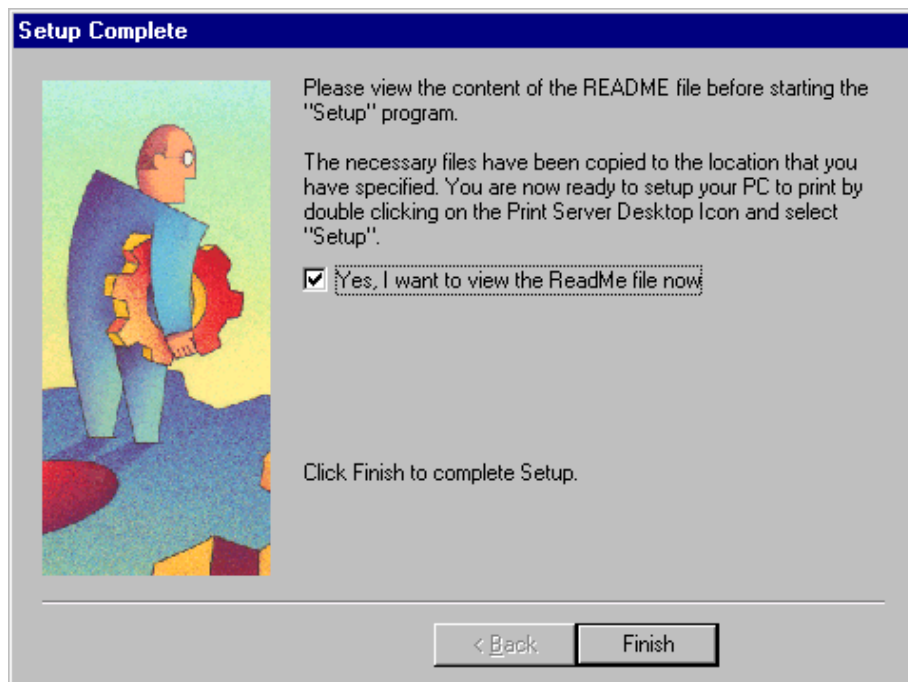 Setup Complete
Please view the content of the README file before starting the
"Setup" program.
The necessary files have been copied to the location that you
have specified. You are now ready to setup your PC to print by
double clicking on the Print Server Desktop Icon and select
"Setup".
Yes, I want to view the ReadMe file now
Click Finish to complete Setup.
< Back
Finish